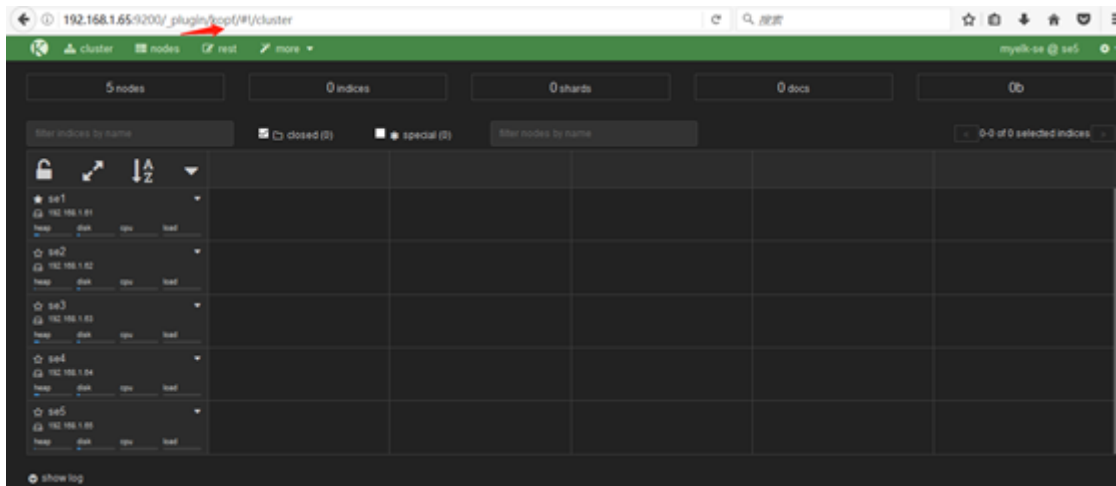 192.168.1.65:9200/_plugin/kopf/#!/cluster 搜索
cluster nodes rest more myelk-se @ se5
5 nodes 0 indices 0 shards 0 docs 0b
filter indices by name closed (0) special (0) filter nodes by name 0-0 of 0 selected indices
se1
192.168.1.61
heap disk cpu load
se2
192.168.1.62
heap disk cpu load
se3
192.168.1.63
heap disk cpu load
se4
192.168.1.64
heap disk cpu load
se5
192.168.1.65
heap disk cpu load
show log